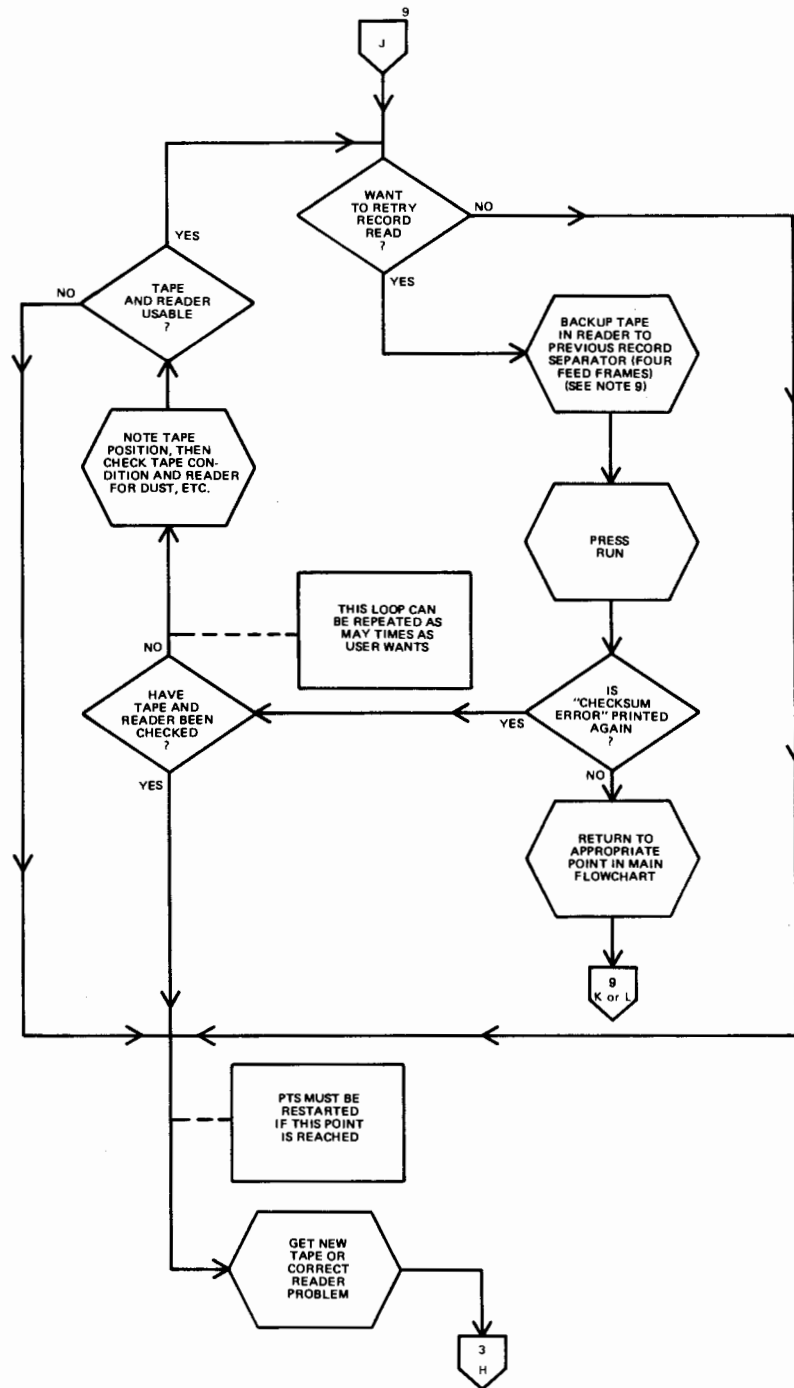 9
J
WANT
TO RETRY
RECORD
READ
?
NO
YES
YES
TAPE
AND READER
USABLE
?
NO
BACKUP TAPE
IN READER TO
PREVIOUS RECORD
SEPARATOR (FOUR
FEED FRAMES)
(SEE NOTE 9)
NOTE TAPE
POSITION, THEN
CHECK TAPE CON-
DITION AND READER
FOR DUST, ETC.
PRESS
RUN
THIS LOOP CAN
BE REPEATED AS
MAY TIMES AS
USER WANTS
NO
HAVE
TAPE AND
READER BEEN
CHECKED
?
YES
IS
"CHECKSUM
ERROR" PRINTED
AGAIN
?
YES
NO
RETURN TO
APPROPRIATE
POINT IN MAIN
FLOWCHART
9
K or L
PTS MUST BE
RESTARTED
IF THIS POINT
IS REACHED
GET NEW
TAPE OR
CORRECT
READER
PROBLEM
3
H